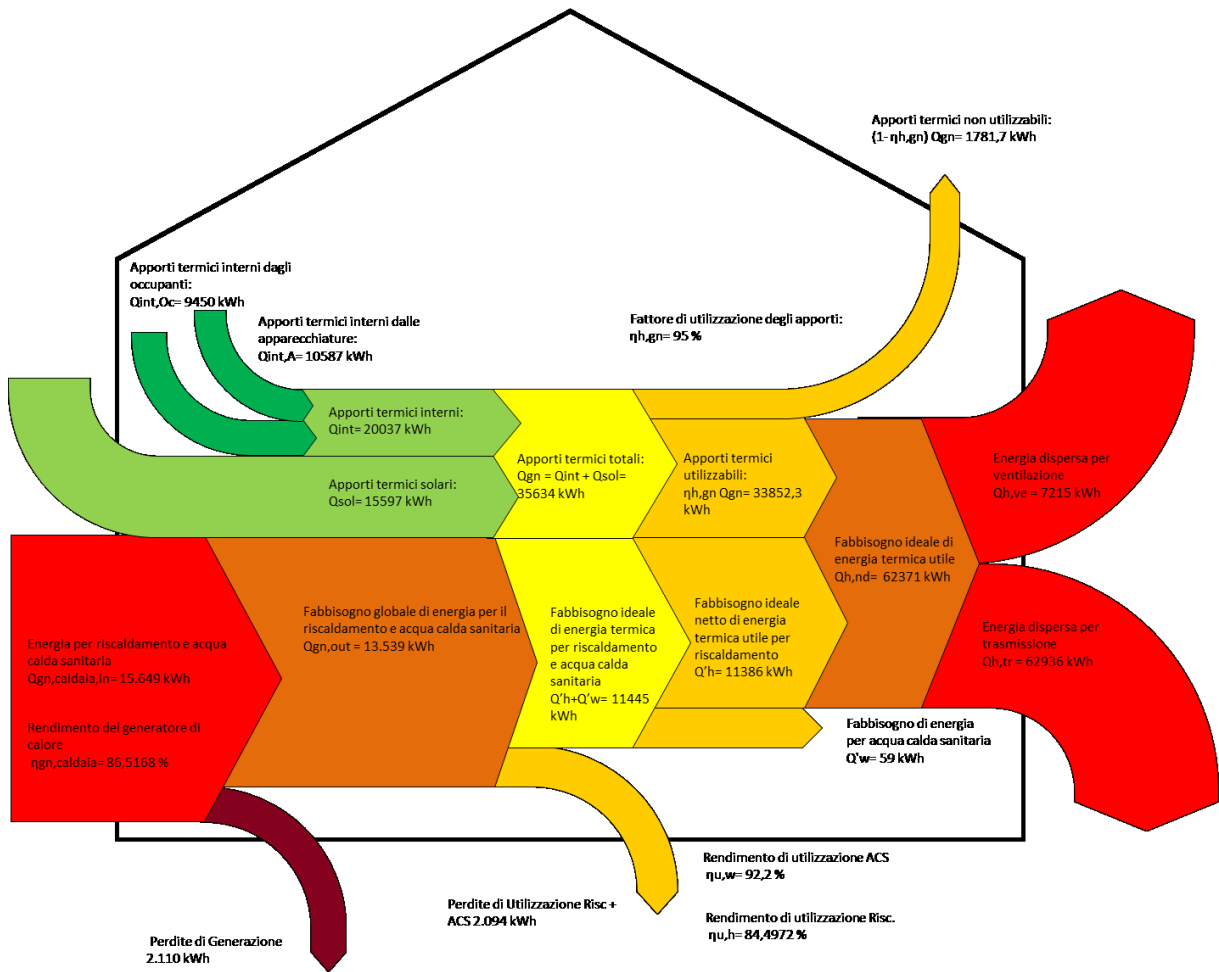 Apporti termici non utilizzabili:
(1- ηh,gn) Qgn= 1781,7 kWh
Apporti termici interni dagli
occupanti:
Qint,Oc= 9450 kWh
Apporti termici interni dalle
apparecchiature:
Qint,A= 10587 kWh
Fattore di utilizzazione degli apporti:
ηh,gn= 95 %
Apporti termici interni:
Qint= 20037 kWh
Apporti termici solari:
Qsol= 15597 kWh
Apporti termici totali:
Qgn = Qint + Qsol=
35634 kWh
Apporti termici
utilizzabili:
ηh,gn Qgn= 33852,3
kWh
Energia dispersa per
ventilazione
Qh,ve = 7215 kWh
Fabbisogno ideale di
energia termica utile
Qh,nd=  62371 kWh
Energia per riscaldamento e acqua
calda sanitaria
Qgn,caldaia,in= 15.649 kWh
Rendimento del generatore di
calore
ηgn,caldaia= 86,5168 %
Fabbisogno globale di energia per il
riscaldamento e acqua calda sanitaria
Qgn,out = 13.539 kWh
Fabbisogno ideale
di energia termica
per riscaldamento
e acqua calda
sanitaria
Q’h+Q’w= 11445
kWh
Fabbisogno ideale
netto di energia
termica utile per
riscaldamento
Q’h= 11386 kWh
Energia dispersa per
trasmissione
Qh,tr = 62936 kWh
Fabbisogno di energia
per acqua calda sanitaria
Q'w= 59 kWh
Perdite di Generazione
2.110 kWh
Perdite di Utilizzazione Risc +
ACS 2.094 kWh
Rendimento di utilizzazione ACS
ηu,w= 92,2 %
Rendimento di utilizzazione Risc.
ηu,h= 84,4972 %